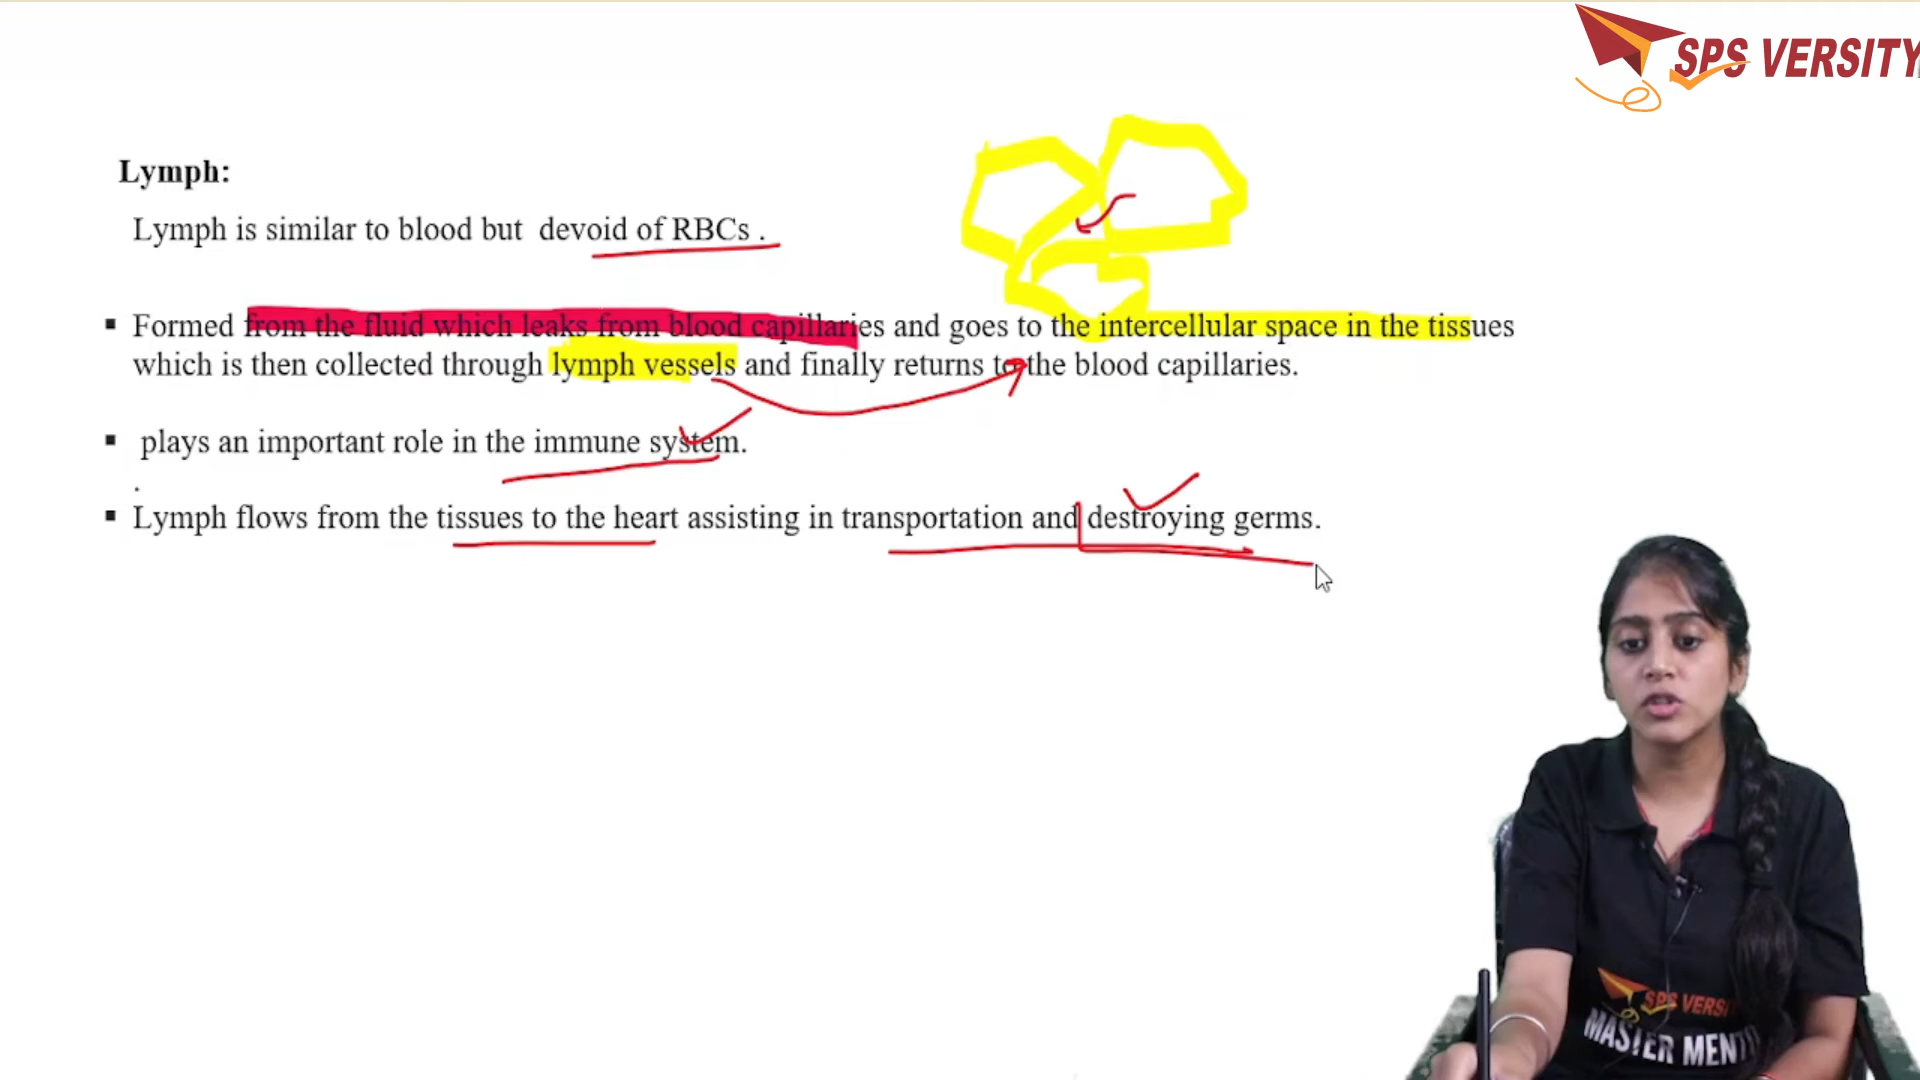 SPS VERSITY
Lymph:
Lymph is similar to blood but devoid of RBCs .
▪ Formed from the fluid which leaks from blood capillaries and goes to the intercellular space in the tissues
which is then collected through lymph vessels and finally returns to the blood capillaries.
▪ plays an important role in the immune system.
.
▪ Lymph flows from the tissues to the heart assisting in transportation and destroying germs.
SPS VERSI
MASTER MENTO